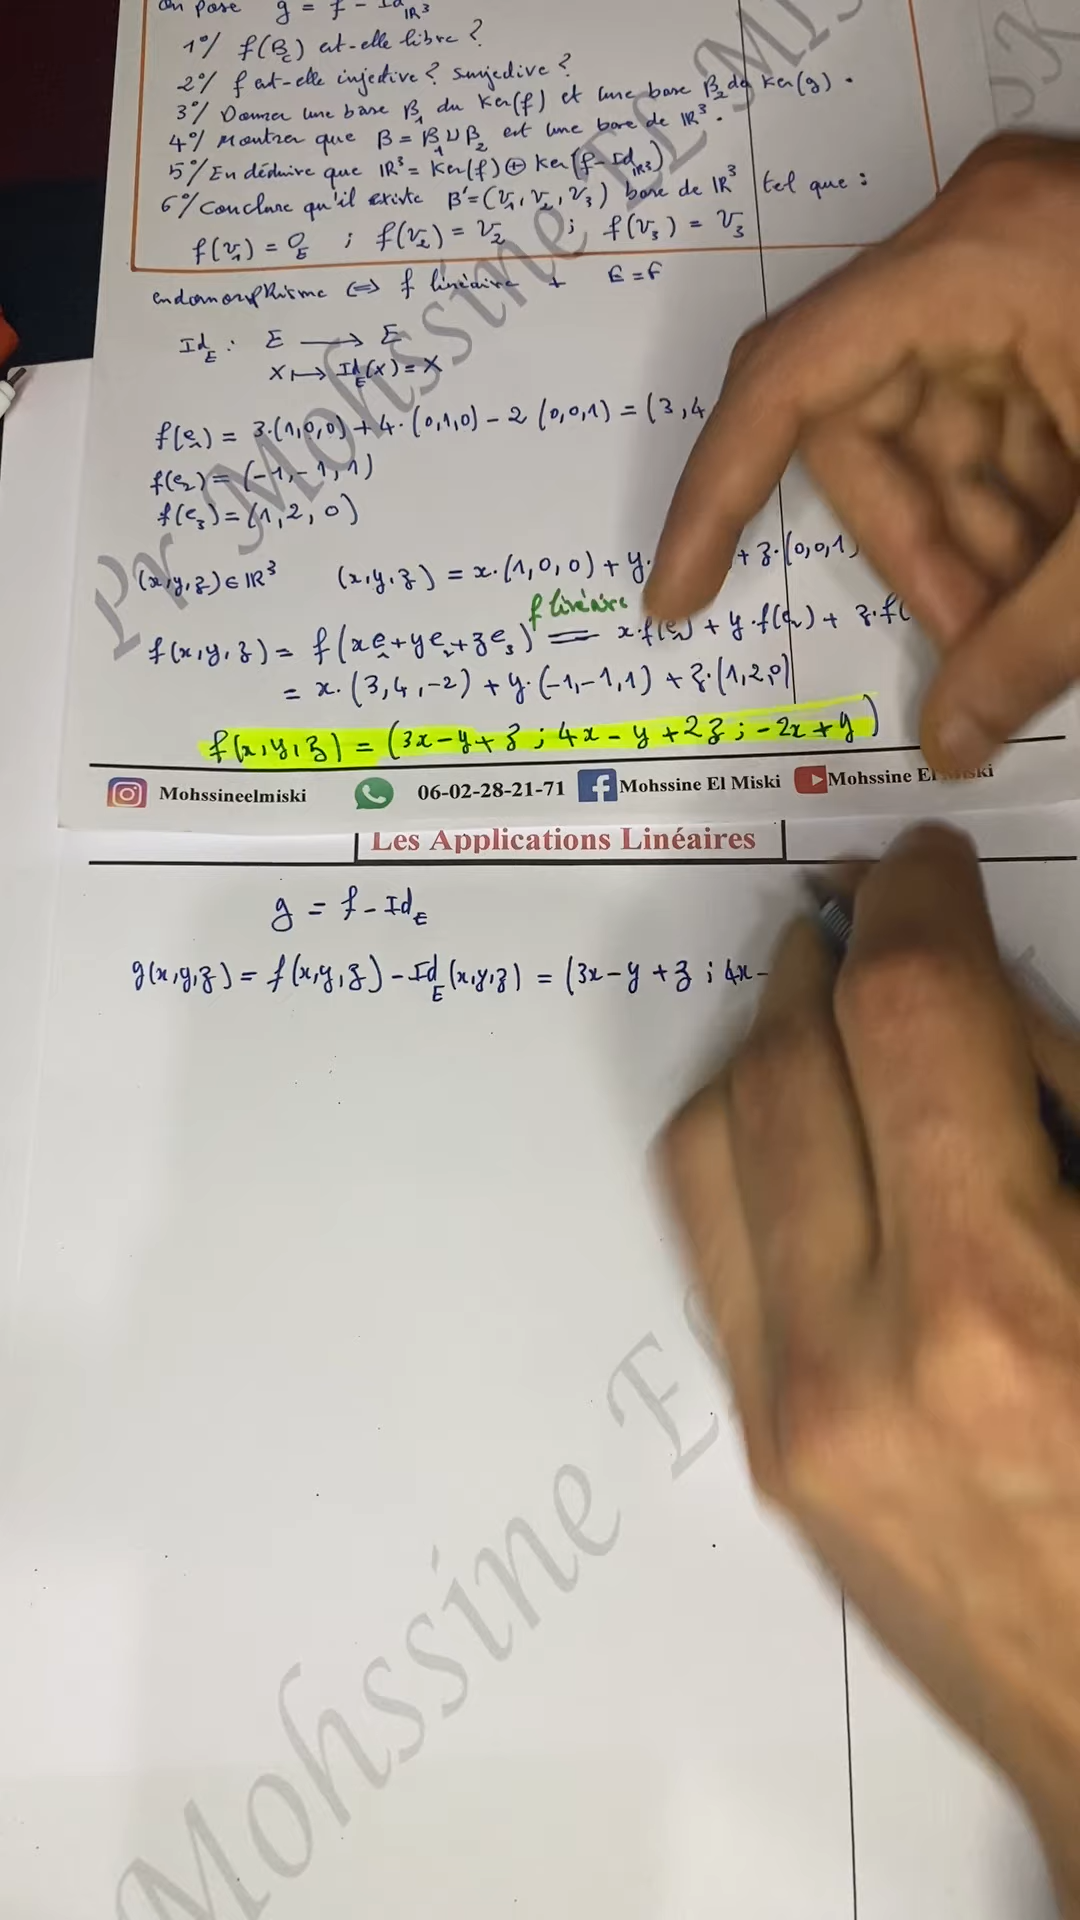 On pose g = f - Id_IR³
1°/ f(B_c) est-elle libre ?
2°/ f est-elle injective ? surjective ?
3°/ Donner une base β₁ du Ker(f) et une base β₂ de Ker(g) .
4°/ Montrer que β = β₁ ∪ β₂ est une base de IR³ .
5°/ En déduire que IR³ = Ker(f) ⊕ Ker(f - Id_IR³)
6°/ Conclure qu'il existe β' = (v₁, v₂, v₃) base de IR³ tel que :
f(v₁) = 0_E ; f(v₂) = v₂ ; f(v₃) = v₃
endomorphisme ⟺ f linéaire + E = F
Id_E : E ⟶ E
X ⟼ Id_E(X) = X
f(e₁) = 3·(1,0,0) + 4·(0,1,0) - 2(0,0,1) = (3,4
f(e₂) = (-1,-1,1)
f(e₃) = (1,2,0)
(x,y,z) ∈ IR³ (x,y,z) = x·(1,0,0) + y· + z·(0,0,1)
f linéaire
f(x,y,z) = f(xe₁+ye₂+ze₃) = x·f(e₁) + y·f(e₂) + z·f(
= x·(3,4,-2) + y·(-1,-1,1) + z·(1,2,0)
f(x,y,z) = (3x-y+z ; 4x-y+2z ; -2x+y)
Mohssineelmiski 06-02-28-21-71 Mohssine El Miski Mohssine El Miski
Les Applications Linéaires
g = f - Id_E
g(x,y,z) = f(x,y,z) - Id_E(x,y,z) = (3x-y+z ; 4x-
Pr Mohssine EL MIS
Mohssine E